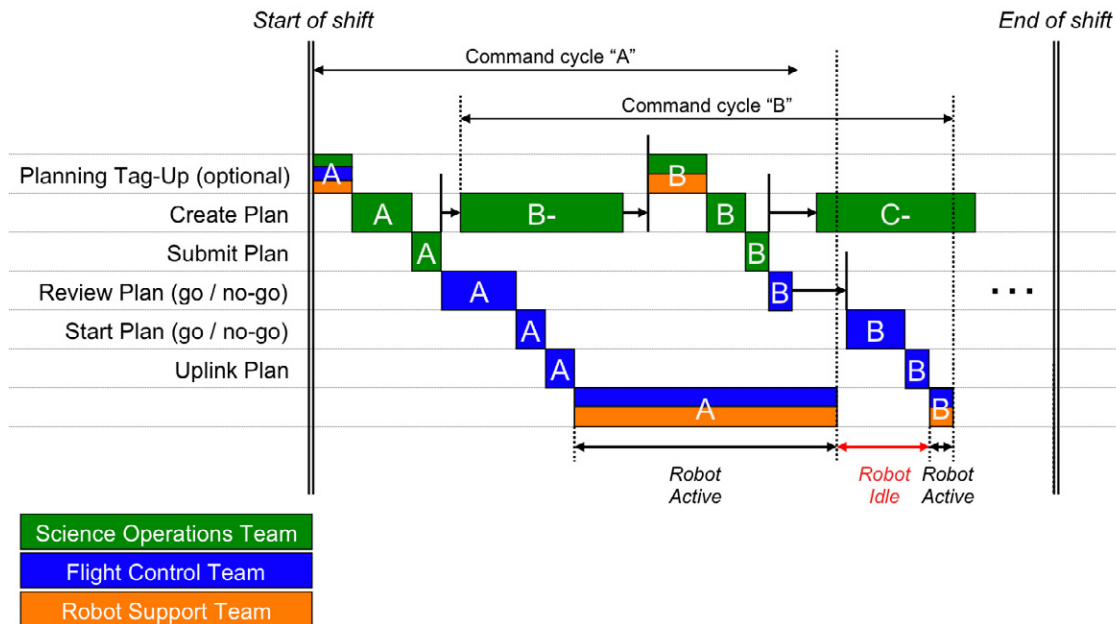 Start of shift
End of shift
Command cycle “A”
Command cycle “B”
Planning Tag-Up (optional)
A
B
Create Plan
A
B-
B
C-
Submit Plan
A
B
Review Plan (go / no-go)
A
B
...
Start Plan (go / no-go)
A
B
Uplink Plan
A
B
A
B
Robot
Active
Robot
Idle
Robot
Active
Science Operations Team
Flight Control Team
Robot Support Team